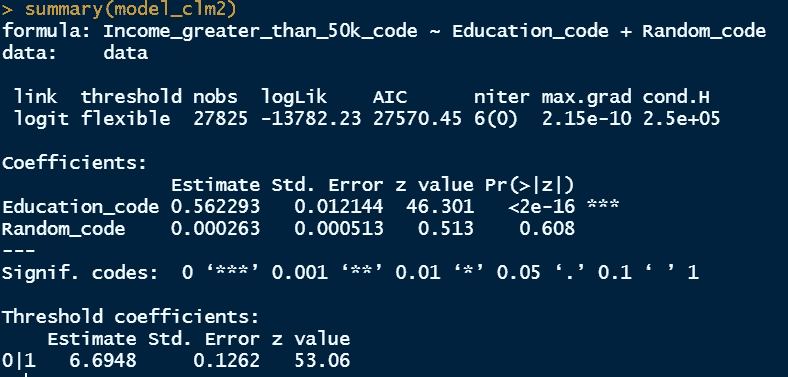 > summary(model_clm2)
formula: Income_greater_than_50k_code ~ Education_code + Random_code
data:    data

 link  threshold nobs  logLik    AIC      niter max.grad cond.H
 logit flexible  27825 -13782.23 27570.45 6(0)  2.15e-10 2.5e+05

Coefficients:
               Estimate Std. Error z value Pr(>|z|)
Education_code 0.562293   0.012144  46.301   <2e-16 ***
Random_code    0.000263   0.000513   0.513    0.608
---
Signif. codes:  0 ‘***’ 0.001 ‘**’ 0.01 ‘*’ 0.05 ‘.’ 0.1 ‘ ’ 1

Threshold coefficients:
    Estimate Std. Error z value
0|1   6.6948     0.1262   53.06